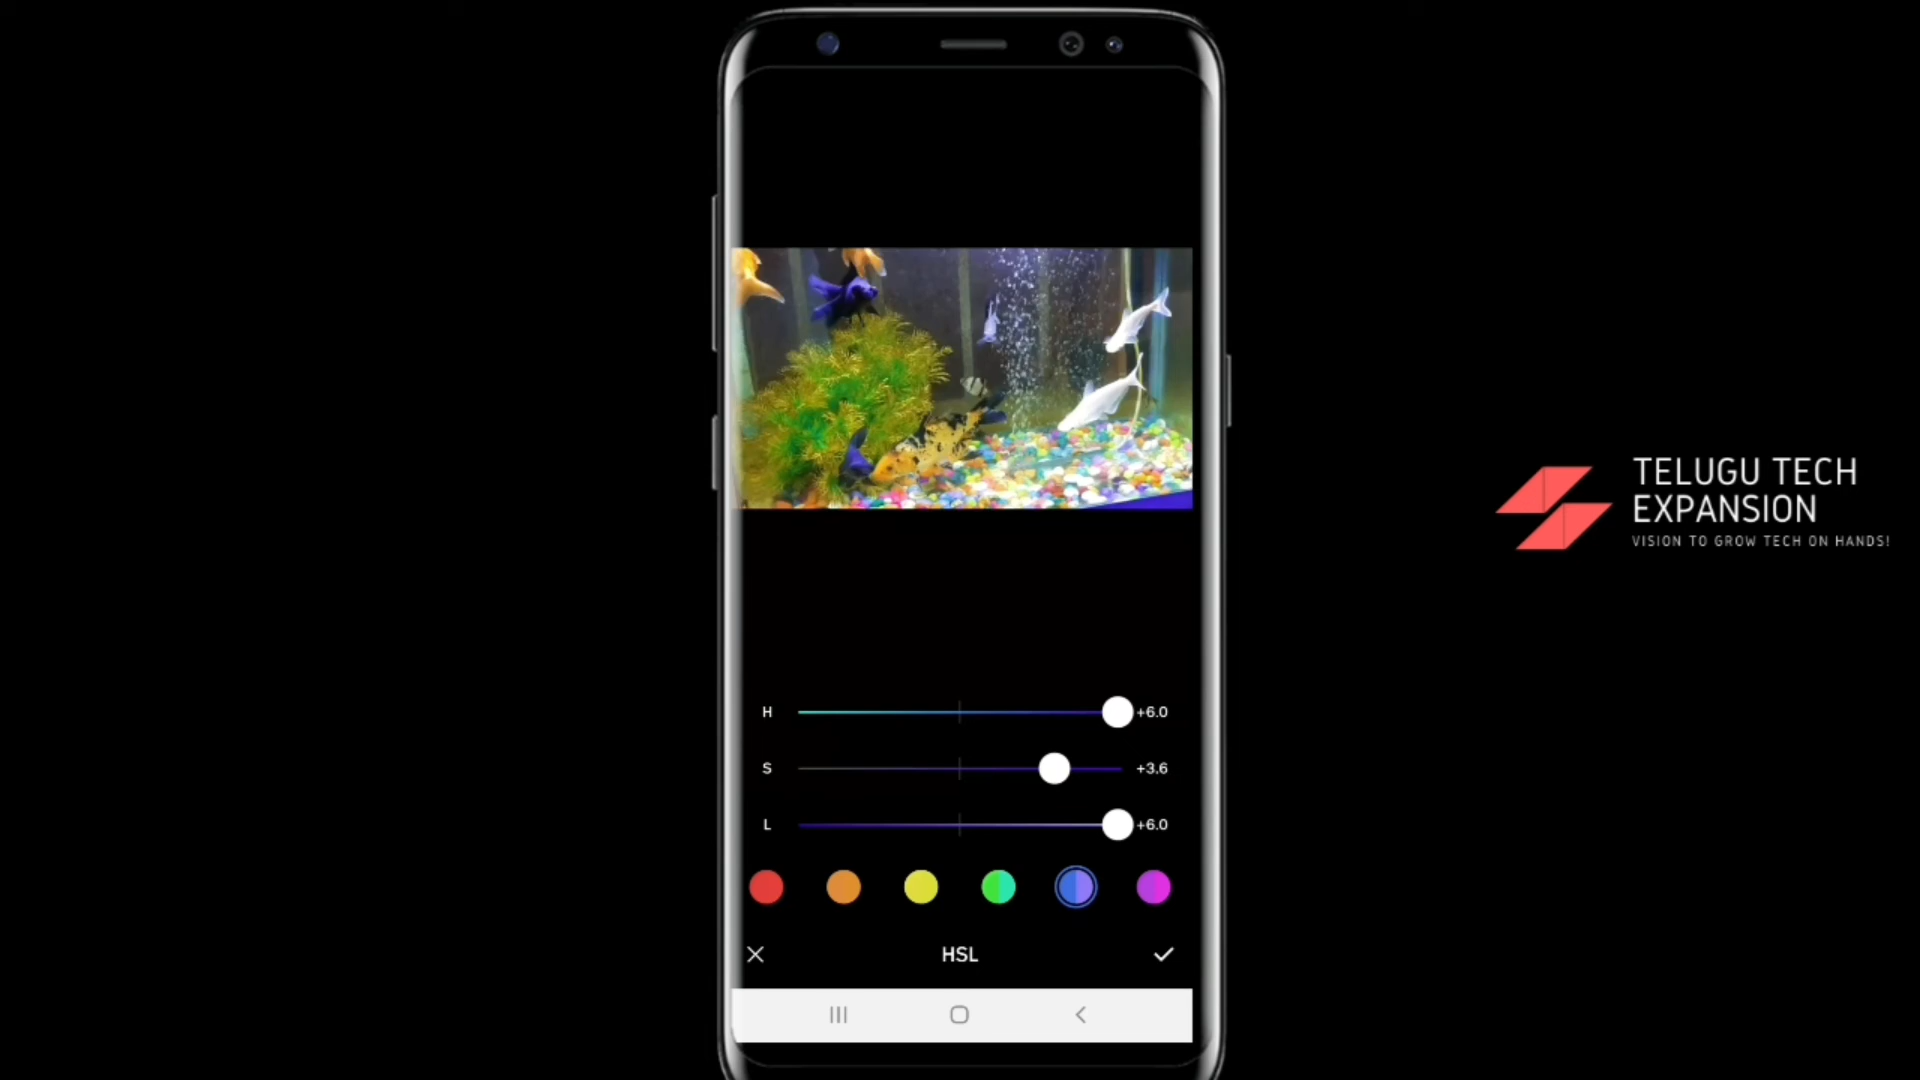 TELUGU TECH
EXPANSION
VISION TO GROW TECH ON HANDS!
H +6.0
S +3.6
L +6.0
HSL